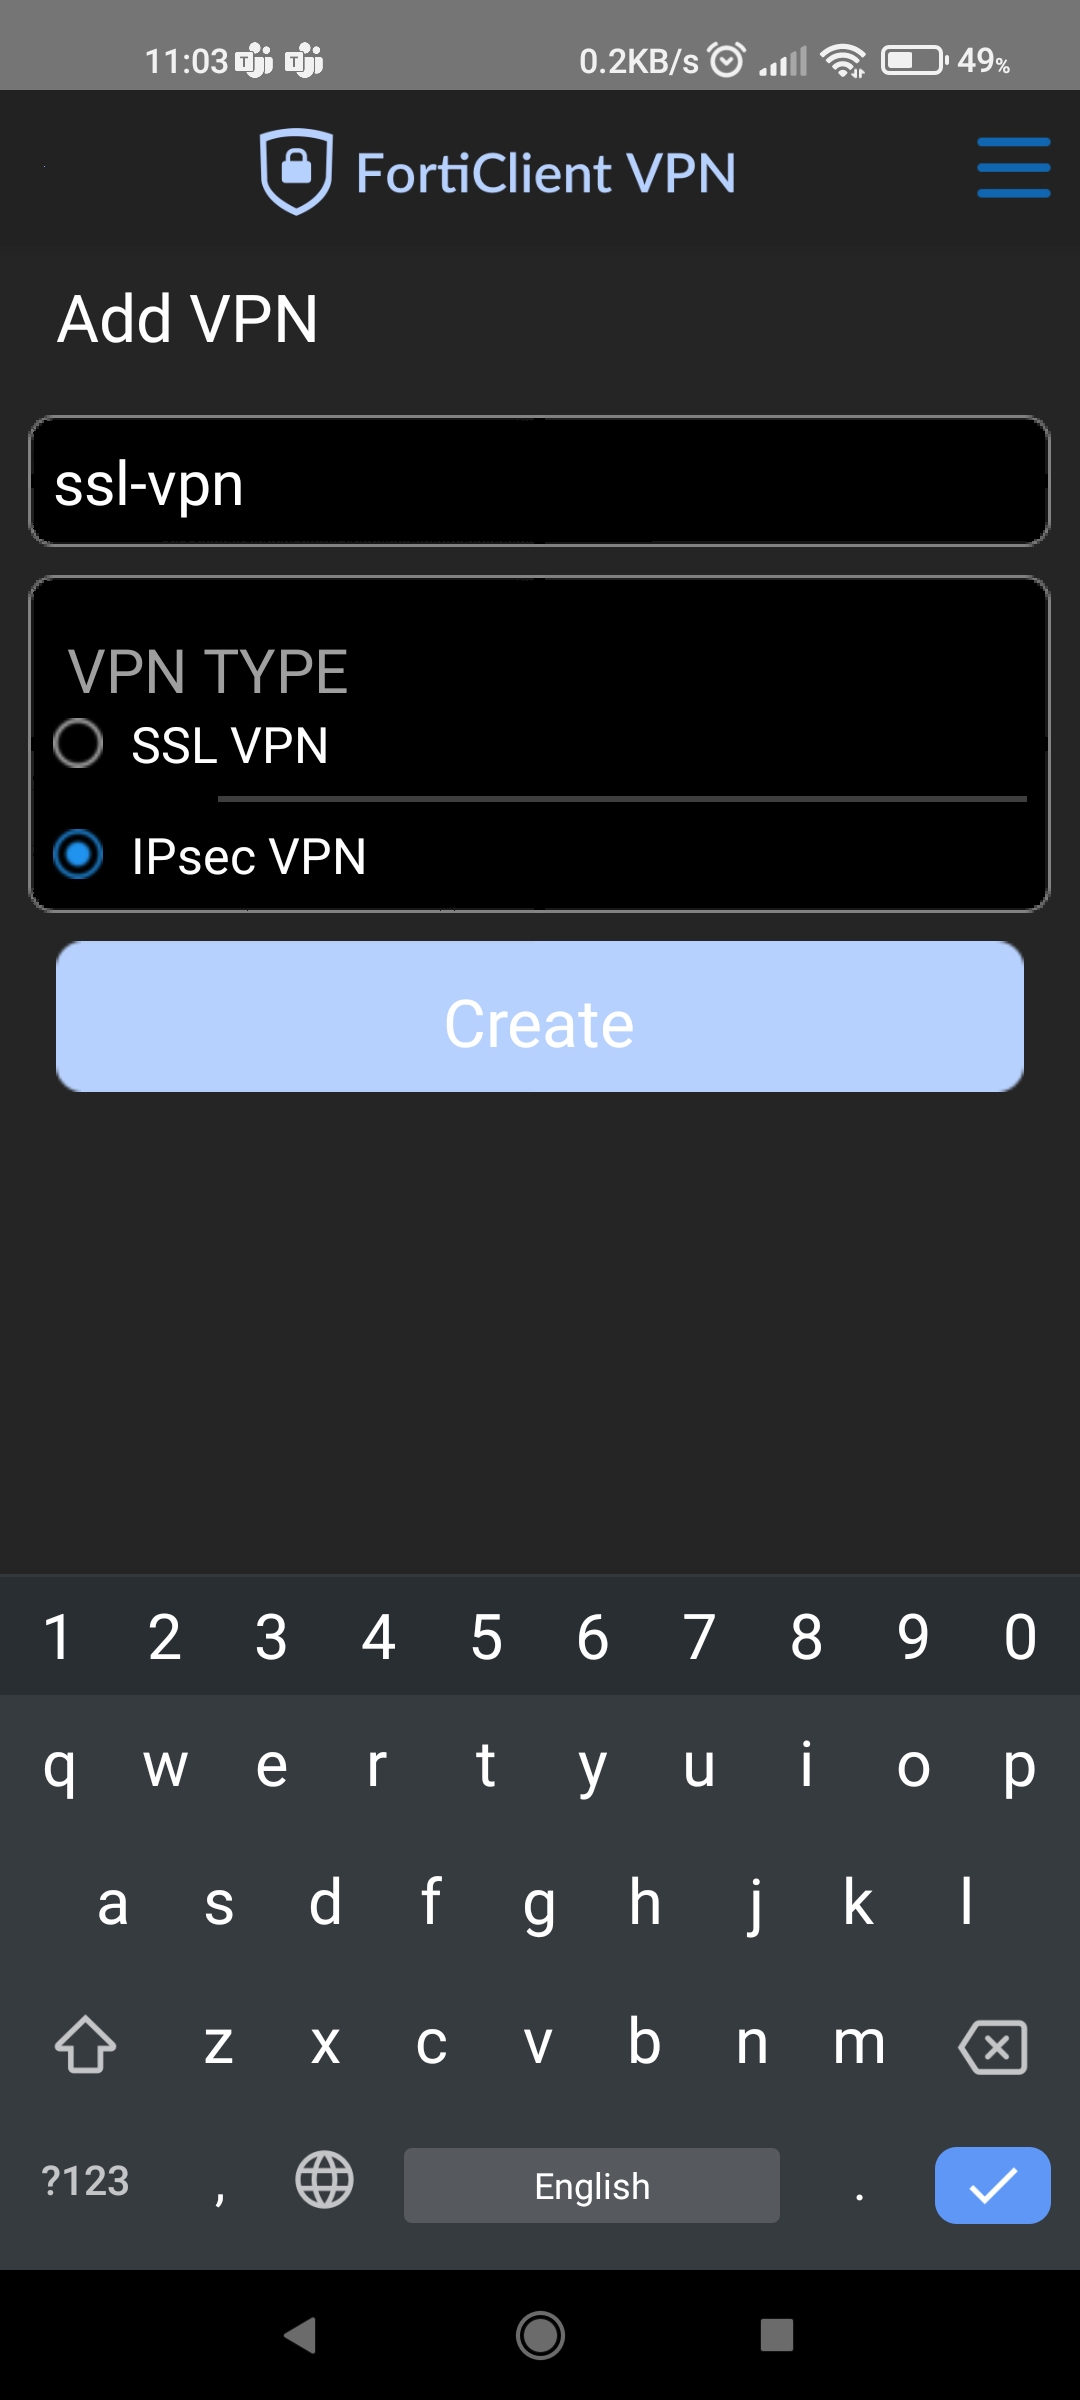 11:03 0.2KB/s 49%
FortiClient VPN
Add VPN
ssl-vpn
VPN TYPE
SSL VPN
IPsec VPN
Create
1 2 3 4 5 6 7 8 9 0
q w e r t y u i o p
a s d f g h j k l
z x c v b n m
?123 , English .